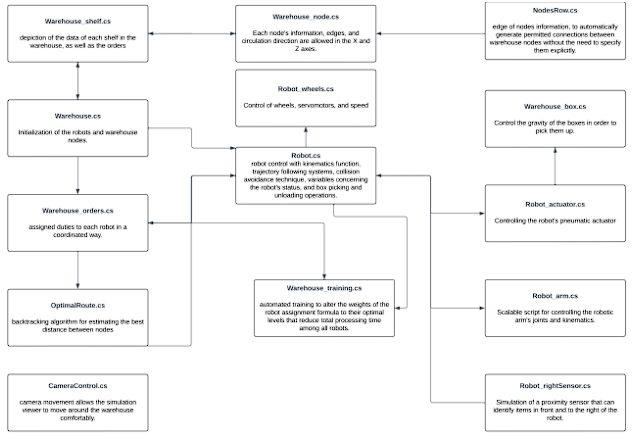 Warehouse_shelf.cs
depiction of the data of each shelf in the
warehouse, as well as the orders
Warehouse_node.cs
Each node's information, edges, and
circulation direction are allowed in the X and
Z axes.
NodesRow.cs
edge of nodes information, to automatically
generate permitted connections between
warehouse nodes without the need to specify
them explicitly.
Robot_wheels.cs
Control of wheels, servomotors, and speed
Warehouse.cs
Initialization of the robots and warehouse
nodes.
Warehouse_box.cs
Control the gravity of the boxes in order to
pick them up.
Robot.cs
robot control with kinematics function,
trajectory following systems, collision
avoidance technique, variables concerning
the robot's status, and box picking and
unloading operations.
Warehouse_orders.cs
assigned duties to each robot in a
coordinated way.
Robot_actuator.cs
Controlling the robot's pneumatic actuator
Warehouse_training.cs
automated training to alter the weights of the
robot assignment formula to their optimal
levels that reduce total processing time
among all robots.
OptimalRoute.cs
backtracking algorithm for estimating the best
distance between nodes
Robot_arm.cs
Scalable script for controlling the robotic
arm's joints and kinematics.
CameraControl.cs
camera movement allows the simulation
viewer to move around the warehouse
comfortably.
Robot_rightSensor.cs
Simulation of a proximity sensor that can
identify items in front and to the right of the
robot.